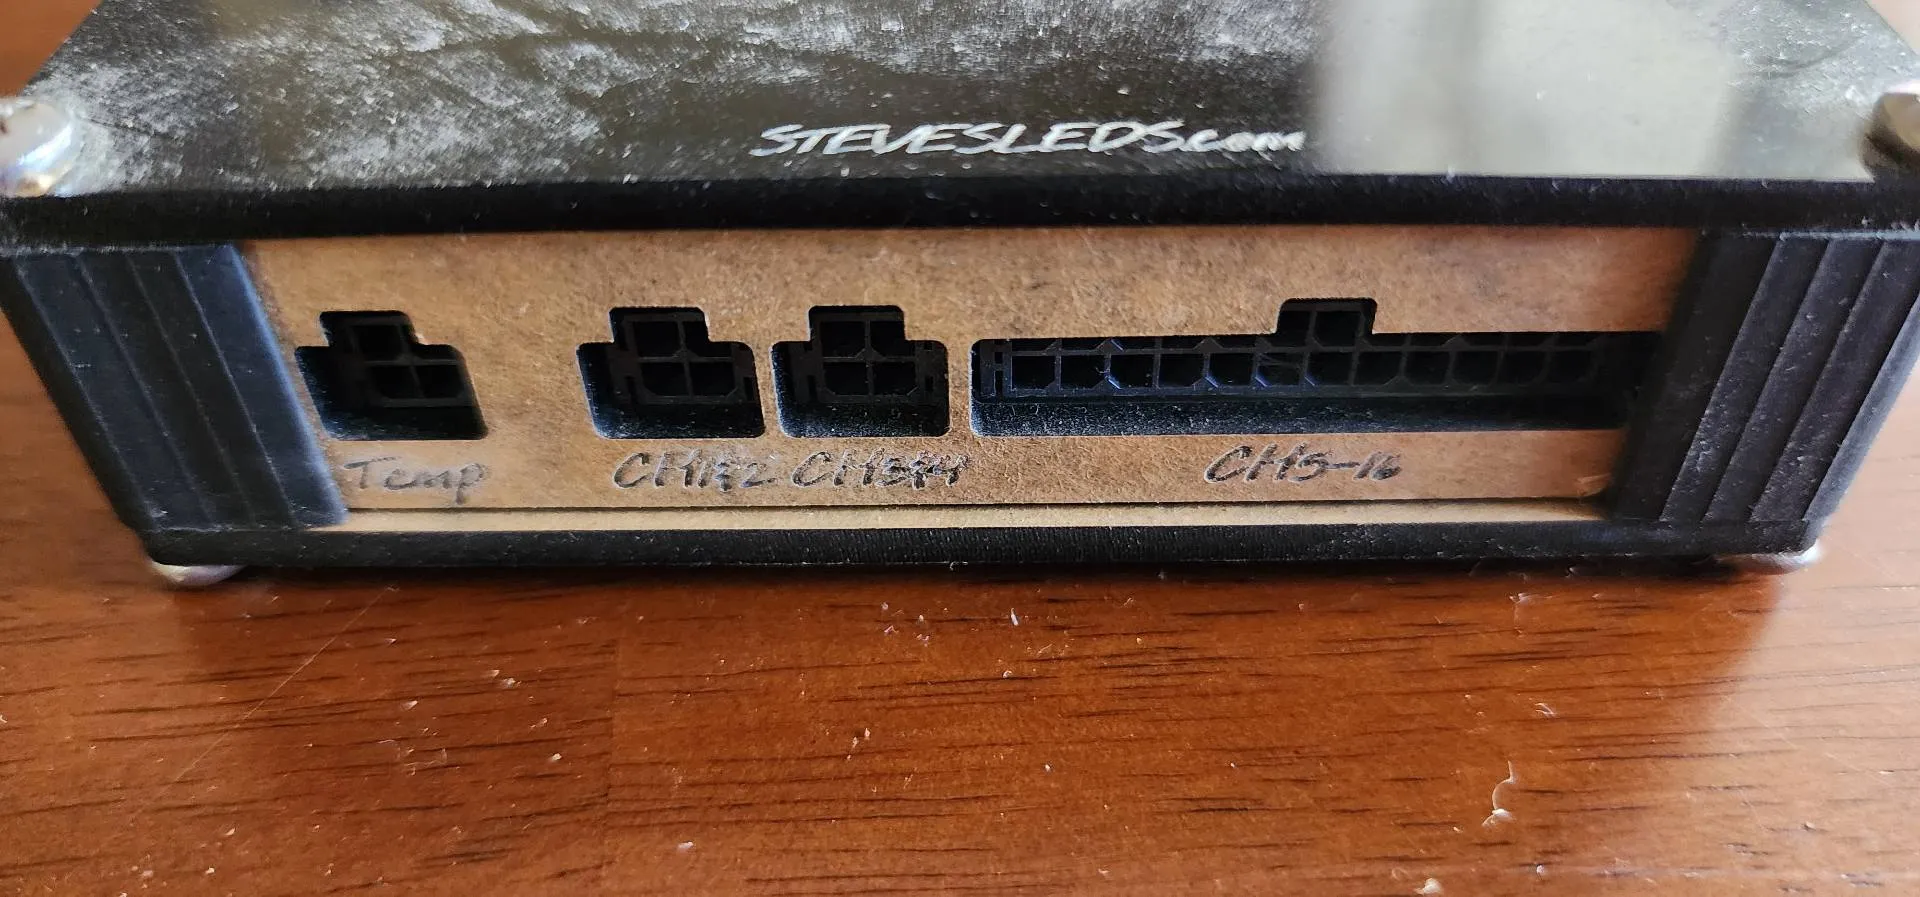 STEVESLEDS.com
Temp
CH1&2
CH3&4
CH5-16